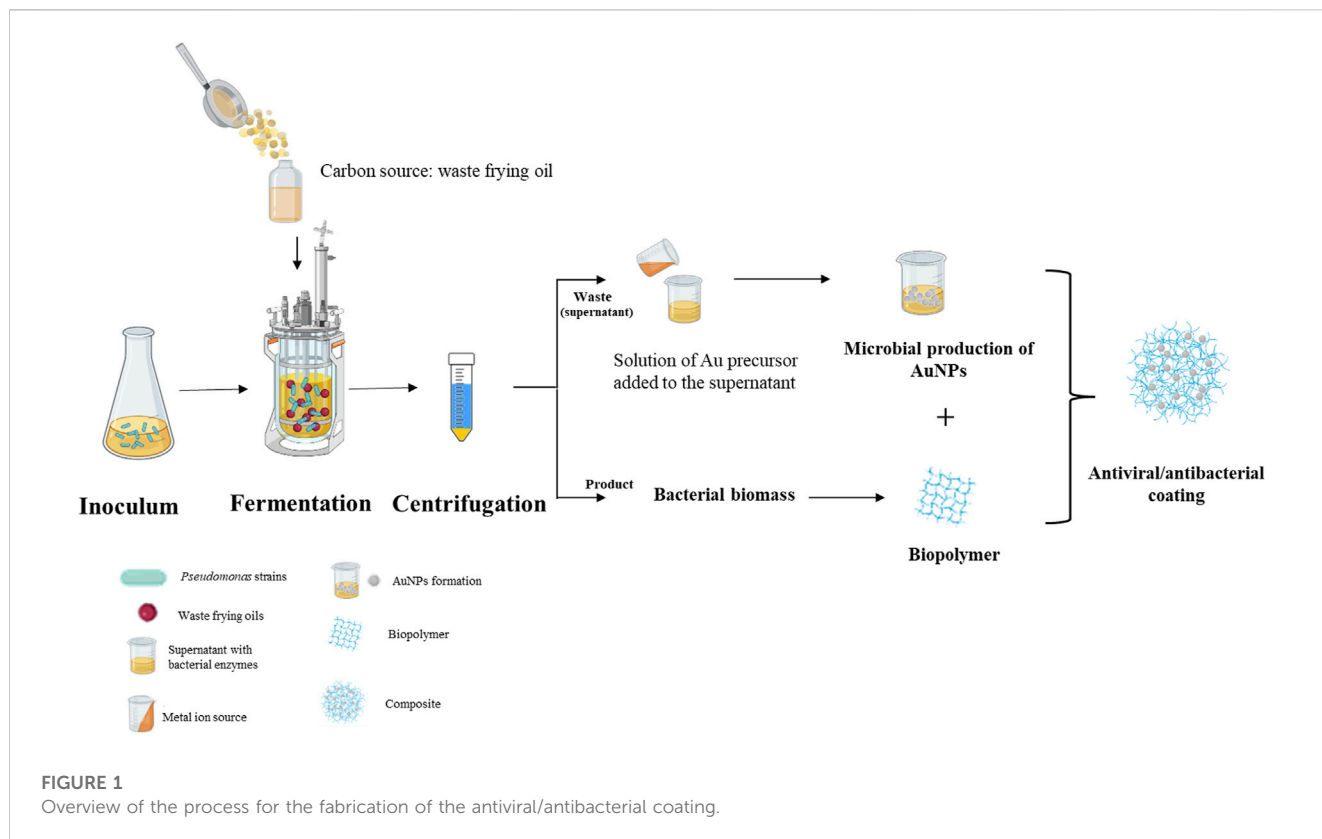 Carbon source: waste frying oil
Waste
(supernatant)
Solution of Au precursor
added to the supernatant
Microbial production of
AuNPs
+
Antiviral/antibacterial
coating
Inoculum
Fermentation
Centrifugation
Product
Bacterial biomass
Biopolymer
Pseudomonas strains
Waste frying oils
Supernatant with
bacterial enzymes
Metal ion source
AuNPs formation
Biopolymer
Composite
FIGURE 1
Overview of the process for the fabrication of the antiviral/antibacterial coating.